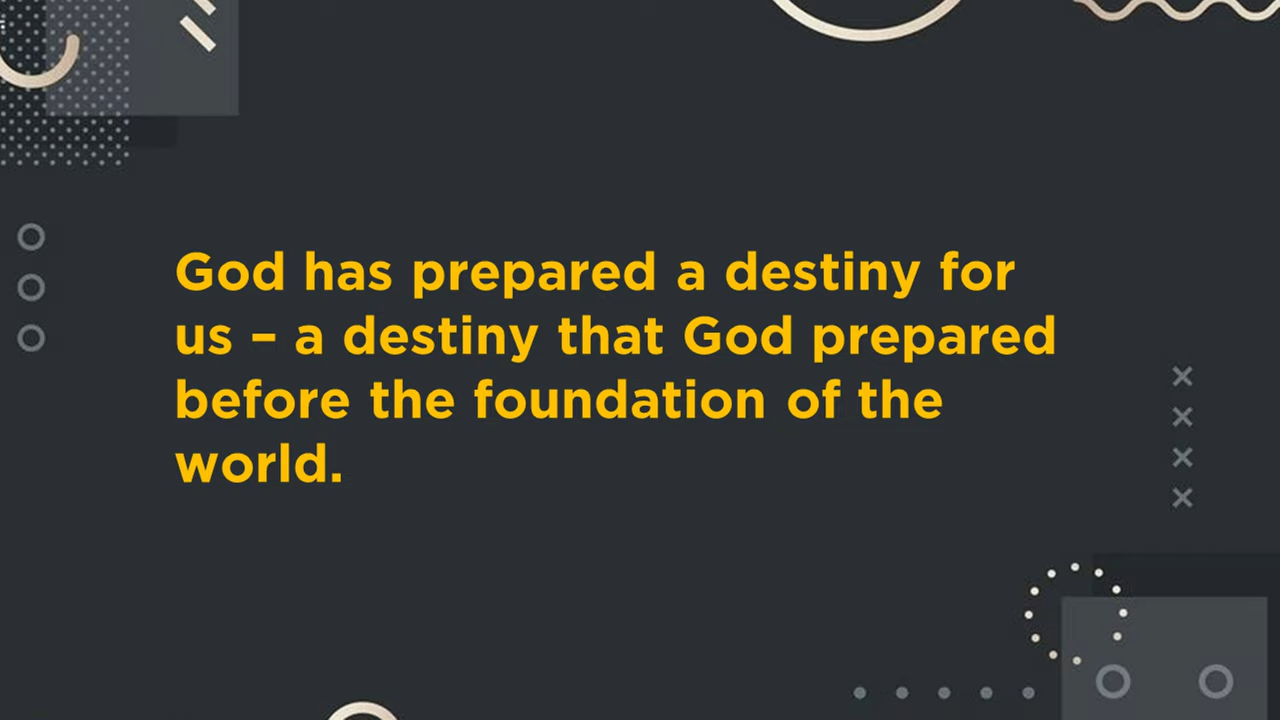 God has prepared a destiny for
us – a destiny that God prepared
before the foundation of the
world.